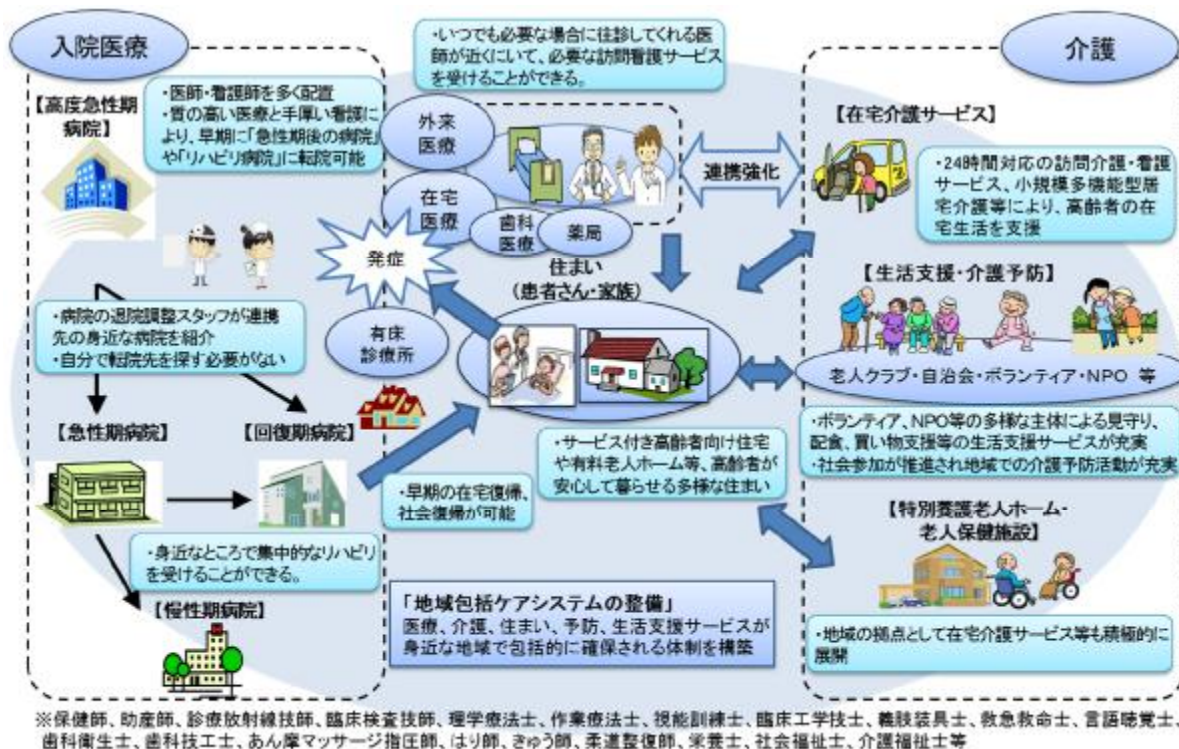 入院医療
【高度急性期
病院】
・医師・看護師を多く配置
・質の高い医療と手厚い看護に
より、早期に「急性期後の病院」
や「リハビリ病院」に転院可能
・病院の退院調整スタッフが連携
先の身近な病院を紹介
・自分で転院先を探す必要がない
【急性期病院】
【回復期病院】
・身近なところで集中的なリハビリ
を受けることができる。
【慢性期病院】
・いつでも必要な場合に往診してくれる医
師が近くにいて、必要な訪問看護サービス
を受けることができる。
外来
医療
在宅
医療
歯科
医療
薬局
発症
有床
診療所
連携強化
住まい
(患者さん・家族)
・サービス付き高齢者向け住宅
や有料老人ホーム等、高齢者が
安心して暮らせる多様な住まい
・早期の在宅復帰、
社会復帰が可能
「地域包括ケアシステムの整備」
医療、介護、住まい、予防、生活支援サービスが
身近な地域で包括的に確保される体制を構築
介護
【在宅介護サービス】
・24時間対応の訪問介護・看護
サービス、小規模多機能型居
宅介護等により、高齢者の在
宅生活を支援
【生活支援・介護予防】
老人クラブ・自治会・ボランティア・NPO 等
・ボランティア、NPO等の多様な主体による見守り、
配食、買い物支援等の生活支援サービスが充実
・社会参加が推進され地域での介護予防活動が充実
【特別養護老人ホーム-
老人保健施設】
・地域の拠点として在宅介護サービス等も積極的に
展開
※保健師、助産師、診療放射線技師、臨床検査技師、理学療法士、作業療法士、視能訓練士、臨床工学技士、義肢装具士、救急救命士、言語聴覚士、
歯科衛生士、歯科技工士、あん摩マッサージ指圧師、はり師、きゅう師、柔道整復師、栄養士、社会福祉士、介護福祉士等